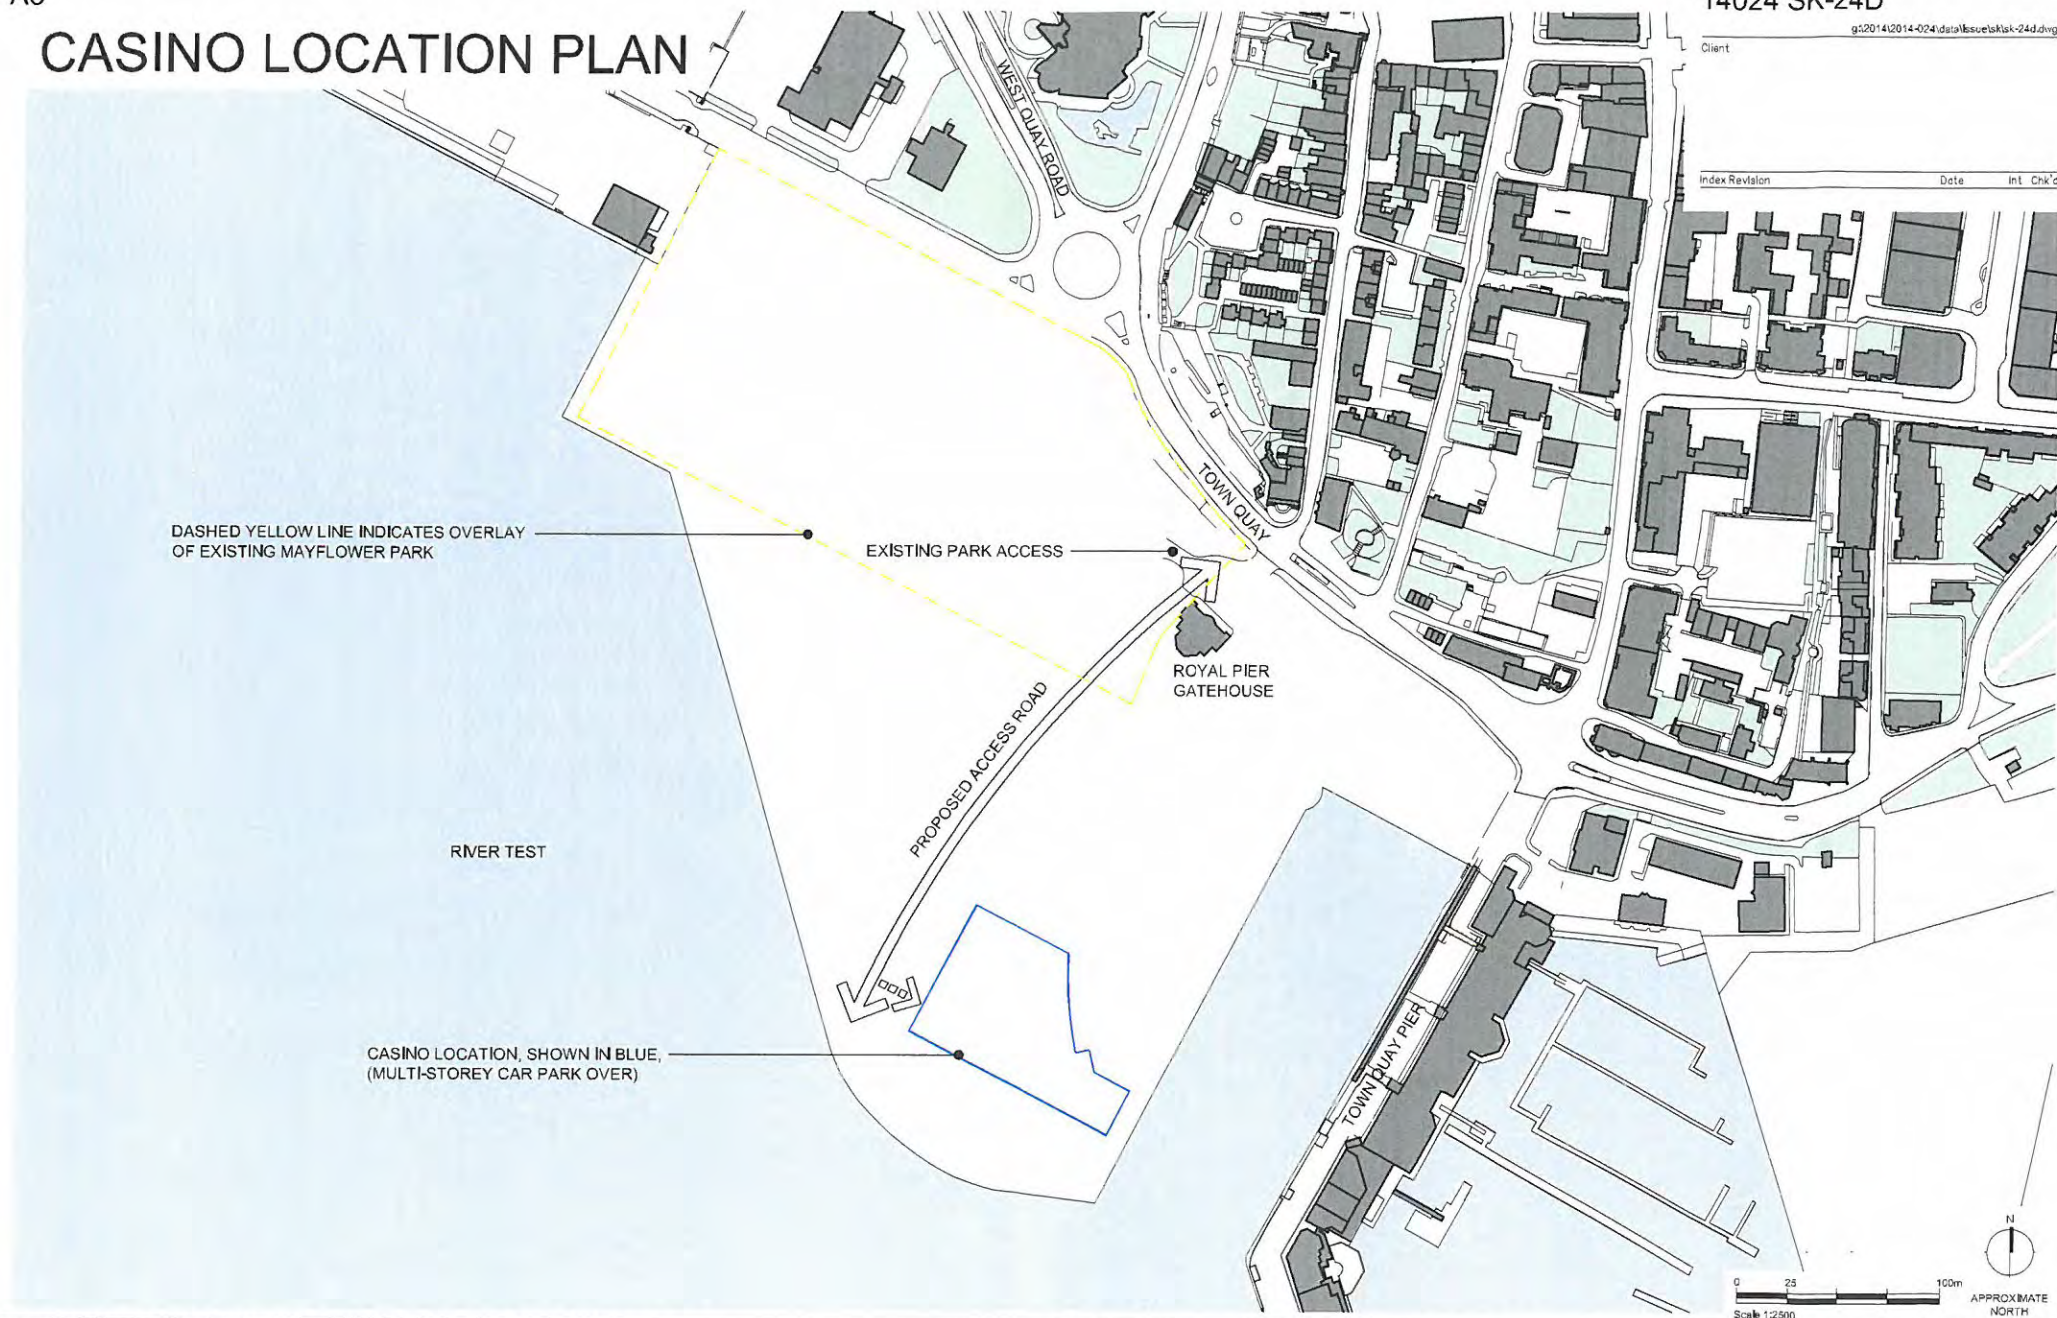 14024 SK-24D
CASINO LOCATION PLAN
g:\2014\2014-024\data\issue\sk\sk-24d.dwg
Client
Index Revision Date Int Chk'd
WEST QUAY ROAD
TOWN QUAY
DASHED YELLOW LINE INDICATES OVERLAY
OF EXISTING MAYFLOWER PARK
EXISTING PARK ACCESS
ROYAL PIER
GATEHOUSE
PROPOSED ACCESS ROAD
RIVER TEST
CASINO LOCATION, SHOWN IN BLUE,
(MULTI-STOREY CAR PARK OVER)
TOWN QUAY PIER
N
0 25 100m
Scale 1:2500
APPROXIMATE
NORTH